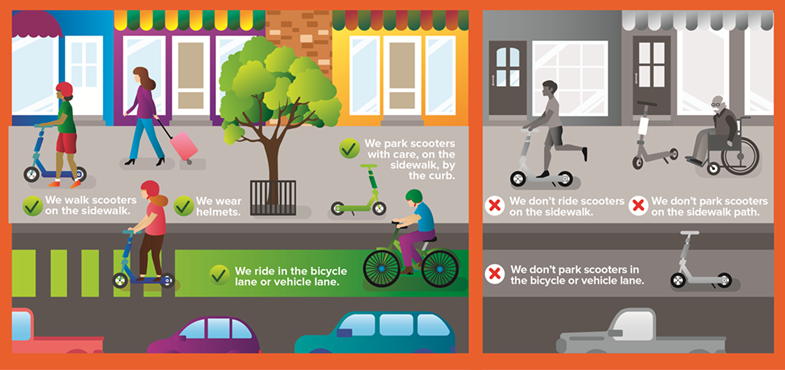 We park scooters
with care, on the
sidewalk, by
the curb.
We walk scooters
on the sidewalk.
We wear
helmets.
We ride in the bicycle
lane or vehicle lane.
We don't ride scooters
on the sidewalk.
We don't park scooters
on the sidewalk path.
We don't park scooters in
the bicycle or vehicle lane.